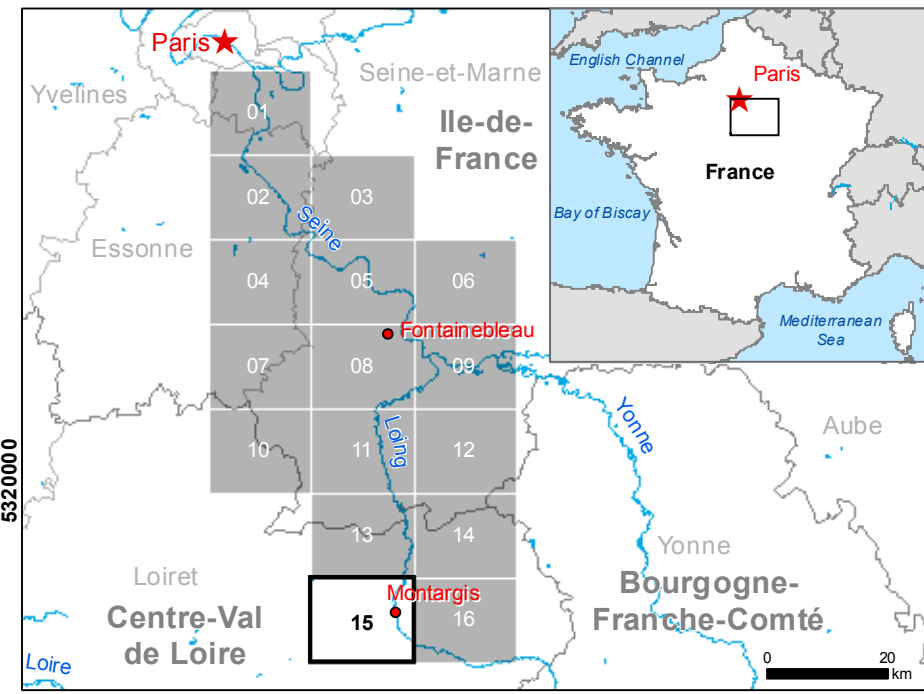 Paris
Yvelines
Seine-et-Marne
Ile-de-
France
01
02
03
Seine
Essonne
04
05
06
Fontainebleau
07
08
09
Loing
Yonne
Aube
10
11
12
5320000
13
14
Yonne
Loiret
Montargis
Bourgogne-
Franche-Comté
Centre-Val
de Loire
15
16
Loire
0
20
km
English Channel
Paris
France
Bay of Biscay
Mediterranean
Sea